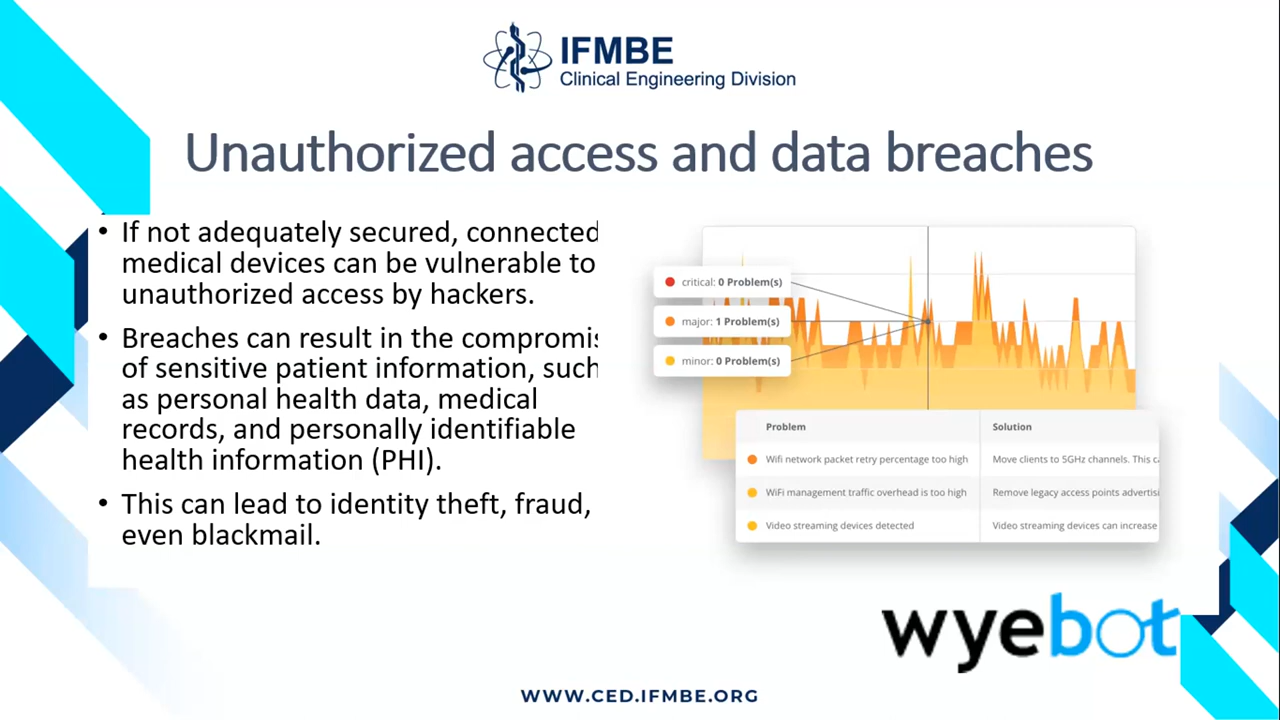 IFMBE
Clinical Engineering Division
Unauthorized access and data breaches
• If not adequately secured, connected
medical devices can be vulnerable to
unauthorized access by hackers.
• Breaches can result in the compromis
of sensitive patient information, such
as personal health data, medical
records, and personally identifiable
health information (PHI).
• This can lead to identity theft, fraud,
even blackmail.
critical: 0 Problem(s)
major: 1 Problem(s)
minor: 0 Problem(s)
Problem Solution
Wifi network packet retry percentage too high Move clients to 5GHz channels. This ca
WiFi management traffic overhead is too high Remove legacy access points advertisi
Video streaming devices detected Video streaming devices can increase
wyebot
WWW.CED.IFMBE.ORG